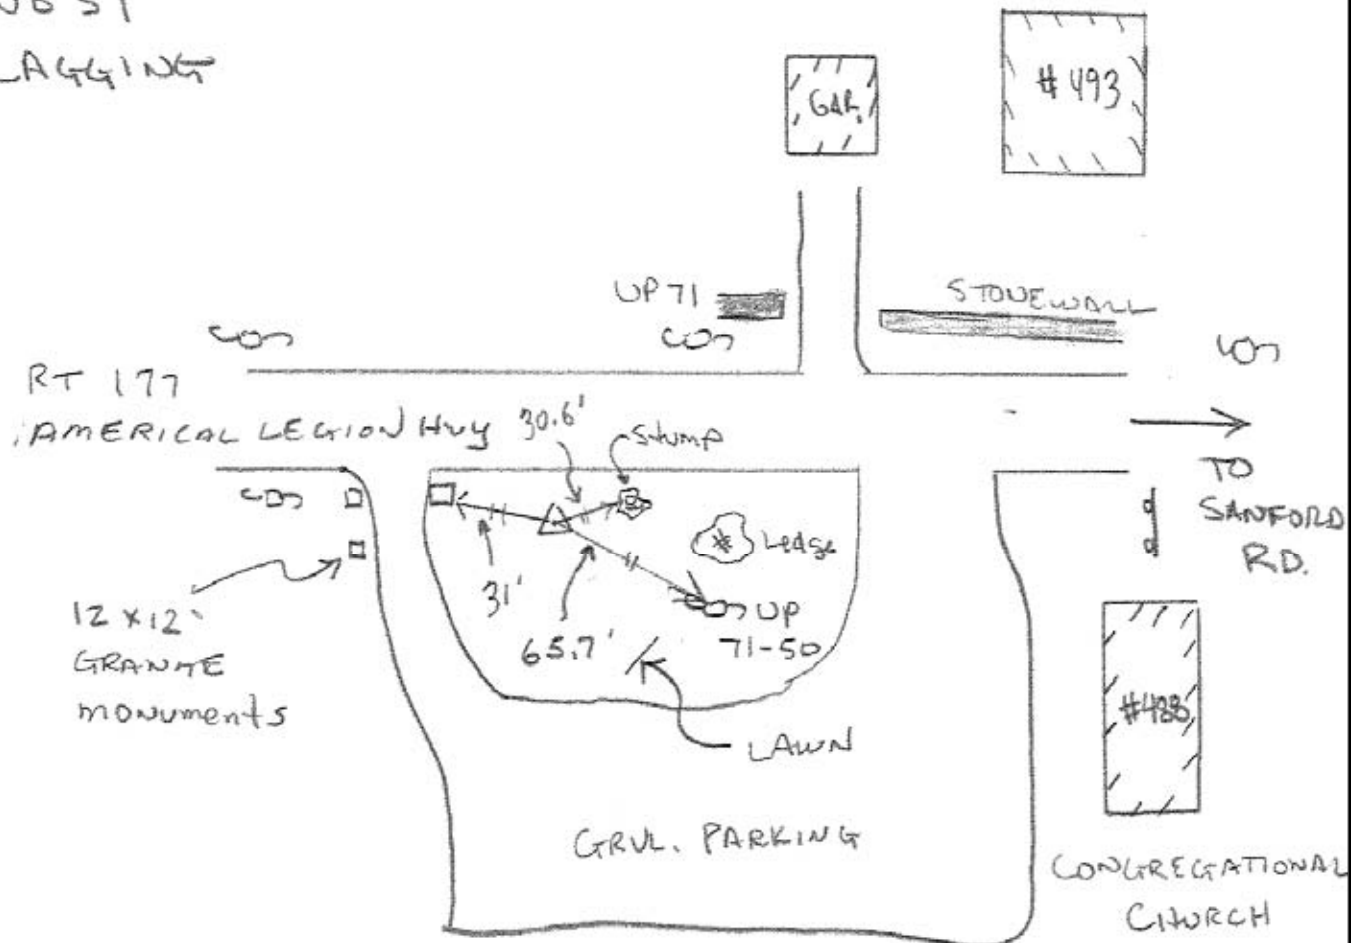 LAGGING
GAR.
# 493
UP 71
STONEWALL
RT 177
AMERICAL LEGION Hwy
30.6'
Stump
TO
SANFORD
RD.
Ledge
31'
65.7'
UP
71-50
12 x 12
GRANITE
monuments
LAWN
#488
GRVL. PARKING
CONGREGATIONAL
CHURCH